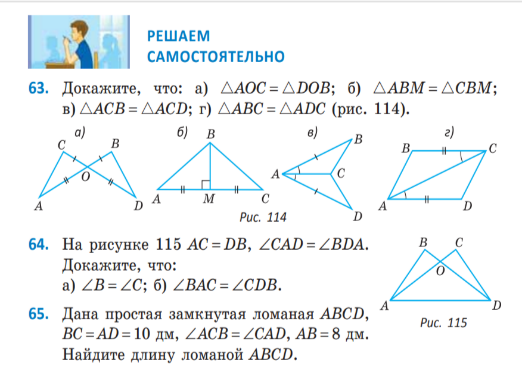 РЕШАЕМ
САМОСТОЯТЕЛЬНО
63. Докажите, что: а) △AOC = △DOB; б) △ABM = △CBM;
в) △ACB = △ACD; г) △ABC = △ADC (рис. 114).
а) б) в) г)
C B O A D
B A M C
B A C D
B C A D
Рис. 114
64. На рисунке 115 AC = DB, ∠CAD = ∠BDA.
Докажите, что:
а) ∠B = ∠C; б) ∠BAC = ∠CDB.
B C O A D
Рис. 115
65. Дана простая замкнутая ломаная ABCD,
BC = AD = 10 дм, ∠ACB = ∠CAD, AB = 8 дм.
Найдите длину ломаной ABCD.